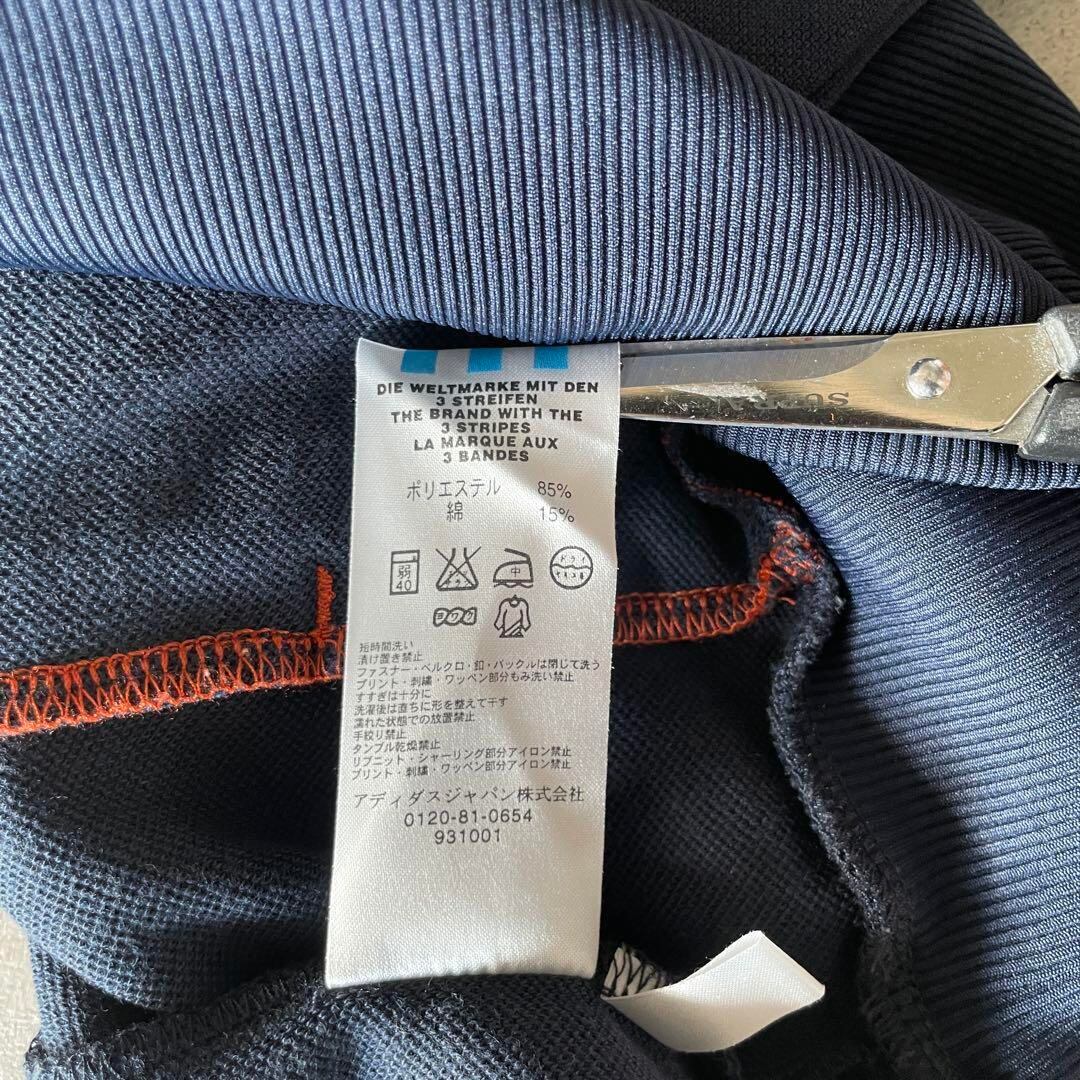 DIE WELTMARKE MIT DEN
3 STREIFEN
THE BRAND WITH THE
3 STRIPES
LA MARQUE AUX
3 BANDES
ポリエステル 85%
綿 15%
弱 40
中
ドライ
ヨワク
短時間洗い
漬け置き禁止
ファスナー・ベルクロ・釦・バックルは閉じて洗う
プリント・刺繍・ワッペン部分もみ洗い禁止
すすぎは十分に
洗濯後は直ちに形を整えて干す
濡れた状態での放置禁止
手絞り禁止
タンブル乾燥禁止
リブニット・シャーリング部分アイロン禁止
プリント・刺繍・ワッペン部分アイロン禁止
アディダスジャパン株式会社
0120-81-0654
931001